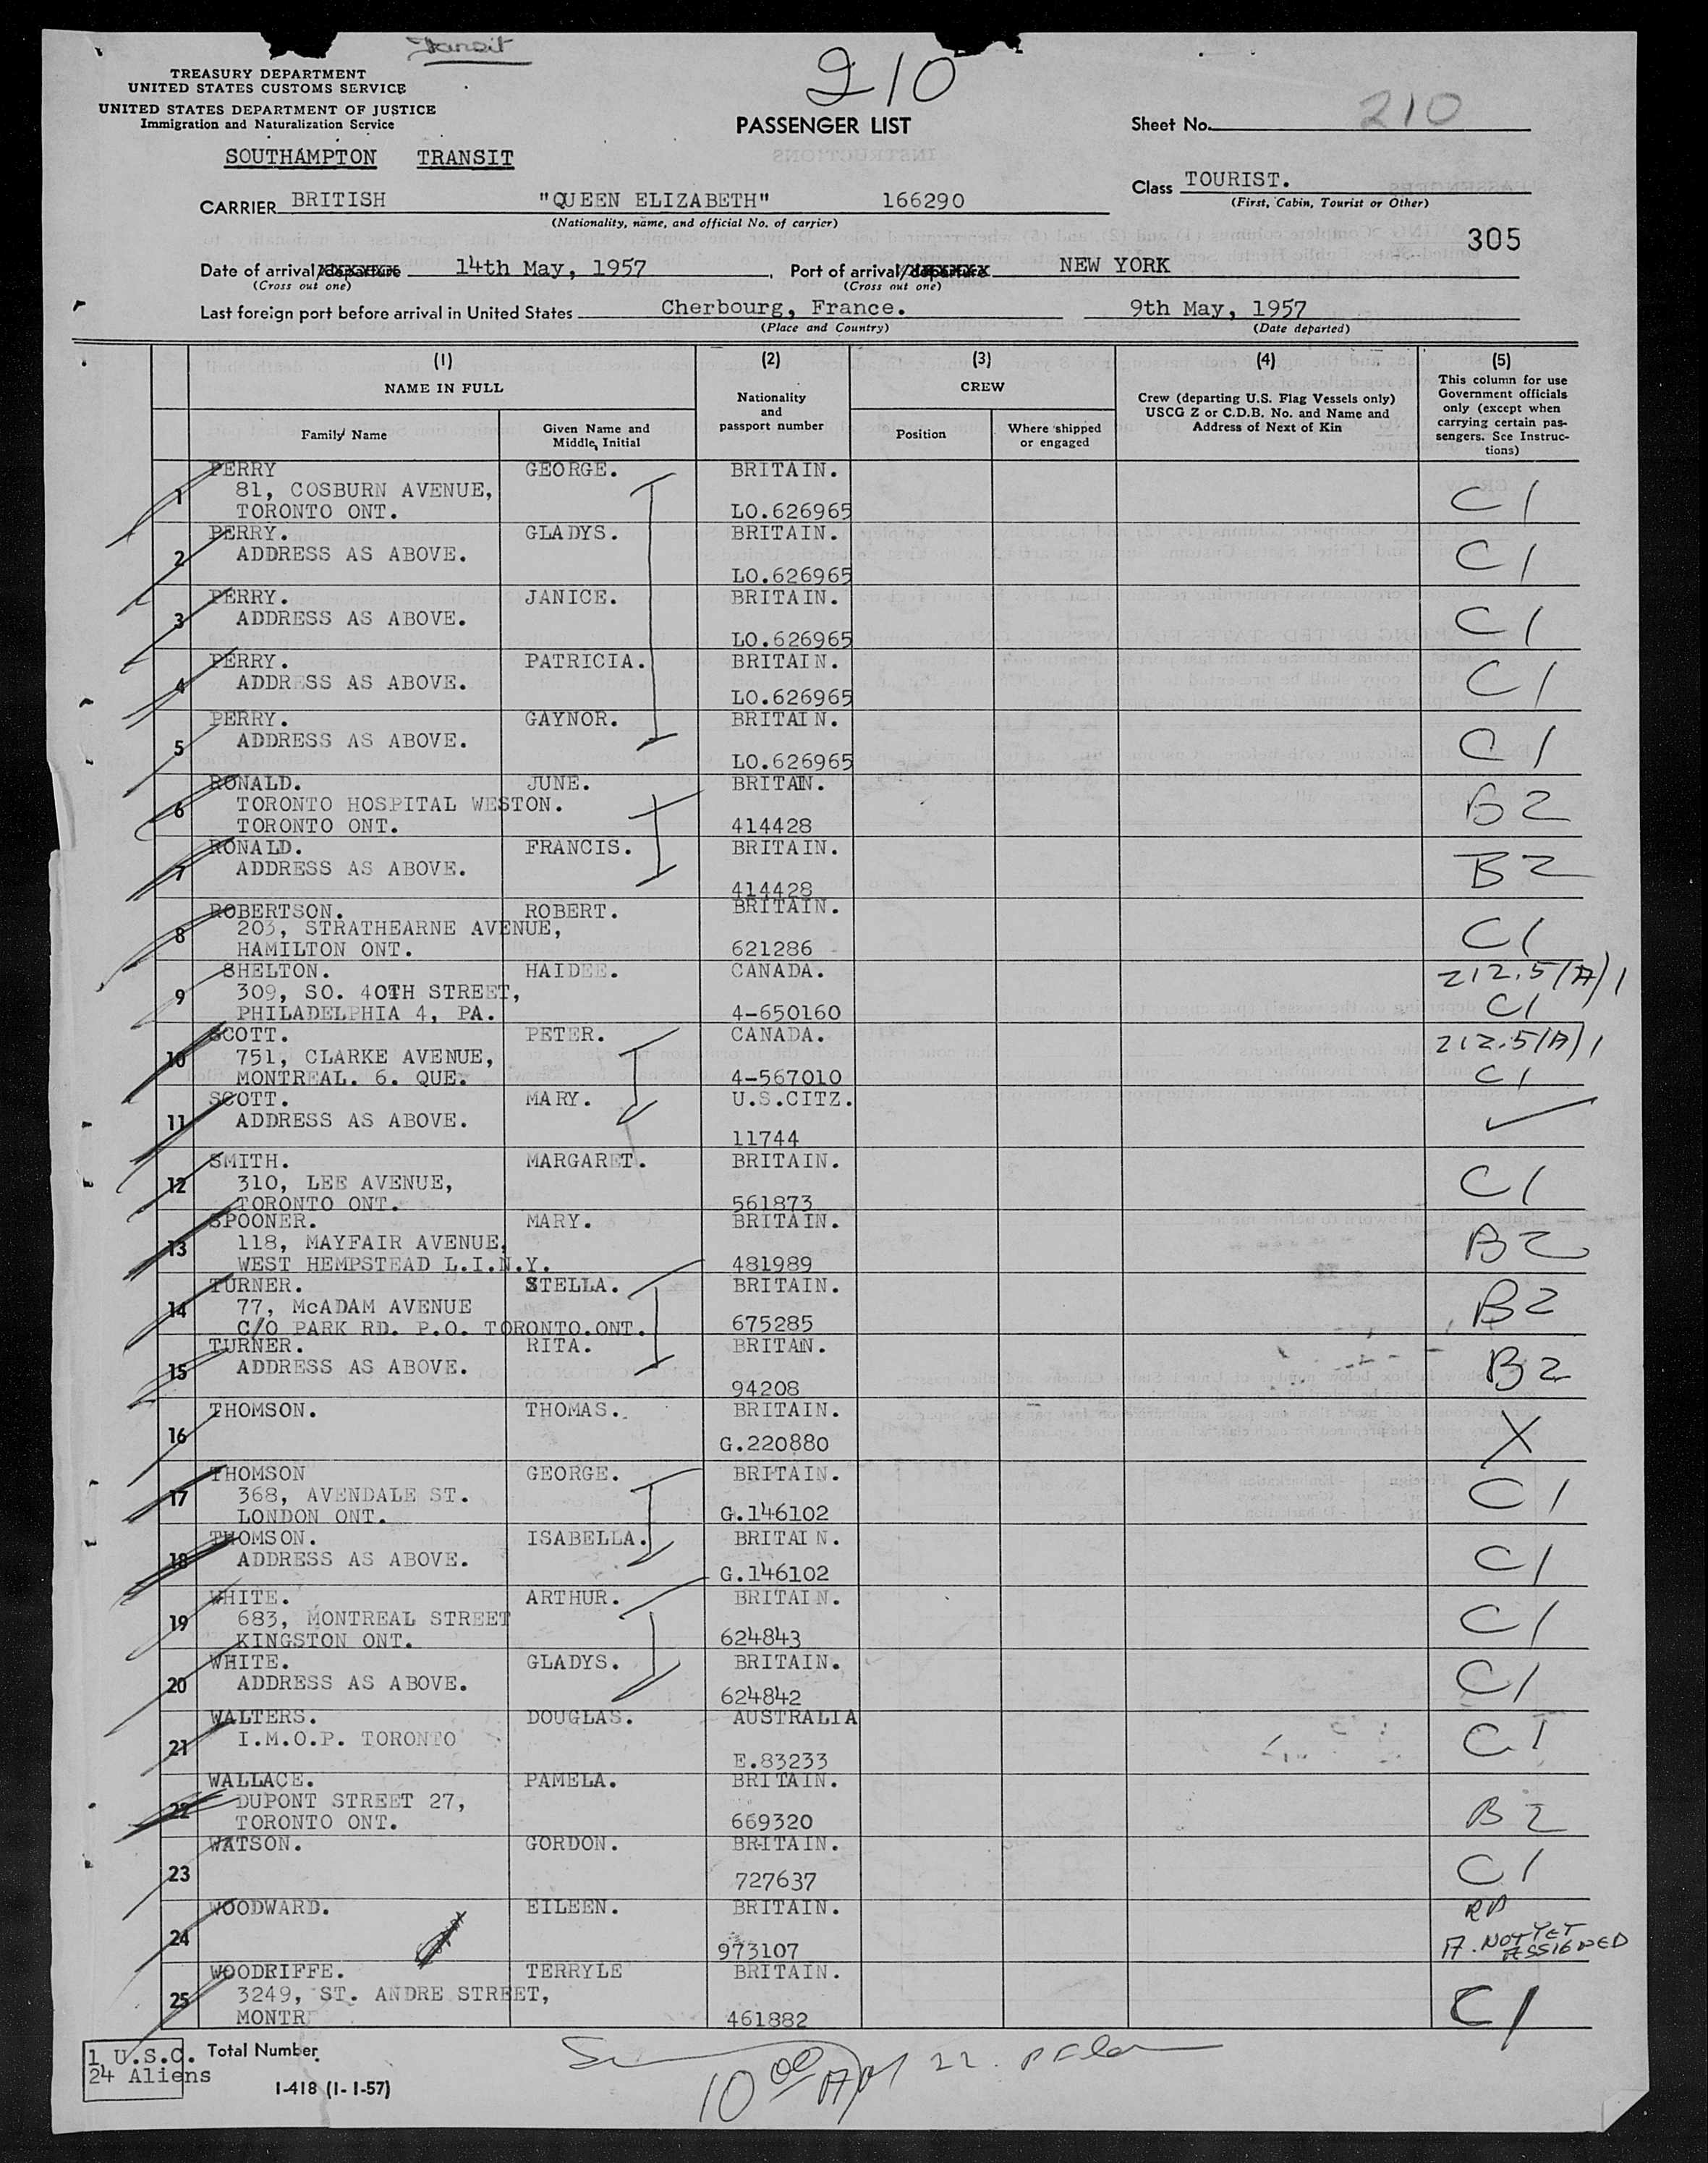 Transit
TREASURY DEPARTMENT
UNITED STATES CUSTOMS SERVICE
UNITED STATES DEPARTMENT OF JUSTICE
Immigration and Naturalization Service
SOUTHAMPTON TRANSIT
210
PASSENGER LIST
Sheet No. 210
Class TOURIST.
(First, Cabin, Tourist or Other)
CARRIER BRITISH "QUEEN ELIZABETH" 166290
(Nationality, name, and official No. of carrier)
305
Date of arrival/departure 14th May, 1957, Port of arrival/departure NEW YORK
(Cross out one) (Cross out one)
Last foreign port before arrival in United States Cherbourg, France. 9th May, 1957
(Place and Country) (Date departed)
(1) (2) (3) (4) (5)
NAME IN FULL
Family Name
Given Name and Middle Initial
Nationality and passport number
CREW
Position
Where shipped or engaged
Crew (departing U.S. Flag Vessels only)
USCG Z or C.D.B. No. and Name and
Address of Next of Kin
This column for use
Government officials
only (except when
carrying certain pas-
sengers. See Instruc-
tions)
1 PERRY GEORGE. BRITAIN.
81, COSBURN AVENUE, C1
TORONTO ONT. LO.626965
2 PERRY. GLADYS. BRITAIN.
ADDRESS AS ABOVE. C1
LO.626965
3 PERRY. JANICE. BRITAIN.
ADDRESS AS ABOVE. C1
LO.626965
4 PERRY. PATRICIA. BRITAIN.
ADDRESS AS ABOVE. C1
LO.626965
5 PERRY. GAYNOR. BRITAIN.
ADDRESS AS ABOVE. C1
LO.626965
6 RONALD. JUNE. BRITAIN.
TORONTO HOSPITAL WESTON. B2
TORONTO ONT. 414428
7 RONALD. FRANCIS. BRITAIN.
ADDRESS AS ABOVE. B2
414428
8 ROBERTSON. ROBERT. BRITAIN.
203, STRATHEARNE AVENUE, C1
HAMILTON ONT. 621286
9 SHELTON. HAIDEE. CANADA. 212.5(A)1
309, SO. 40TH STREET, C1
PHILADELPHIA 4, PA. 4-650160
10 SCOTT. PETER. CANADA. 212.5(A)1
751, CLARKE AVENUE, C1
MONTREAL. 6. QUE. 4-567010
11 SCOTT. MARY. U.S.CITZ.
ADDRESS AS ABOVE.
11744
12 SMITH. MARGARET. BRITAIN.
310, LEE AVENUE, C1
TORONTO ONT. 561873
13 SPOONER. MARY. BRITAIN.
118, MAYFAIR AVENUE, B2
WEST HEMPSTEAD L.I.N.Y. 481989
14 TURNER. STELLA. BRITAIN.
77, McADAM AVENUE B2
C/O PARK RD. P.O. TORONTO.ONT. 675285
15 TURNER. RITA. BRITAN.
ADDRESS AS ABOVE. B2
94208
16 THOMSON. THOMAS. BRITAIN.
G.220880 X
17 THOMSON GEORGE. BRITAIN.
368, AVENDALE ST. C1
LONDON ONT. G.146102
18 THOMSON. ISABELLA. BRITAIN.
ADDRESS AS ABOVE. C1
G.146102
19 WHITE. ARTHUR. BRITAIN.
683, MONTREAL STREET C1
KINGSTON ONT. 624843
20 WHITE. GLADYS. BRITAIN.
ADDRESS AS ABOVE. C1
624842
21 WALTERS. DOUGLAS. AUSTRALIA
I.M.O.P. TORONTO C1
E.83233
22 WALLACE. PAMELA. BRITAIN.
DUPONT STREET 27, B2
TORONTO ONT. 669320
23 WATSON. GORDON. BRITAIN.
727637 C1
24 WOODWARD. EILEEN. BRITAIN.
973107 A. NOT YET ASSIGNED
25 WOODRIFFE. TERRYLE BRITAIN.
3249, ST. ANDRE STREET, C1
MONTR 461882
1 U.S.C.
24 Aliens
Total Number
I-418 (1-1-57)
10 00 AM 22.